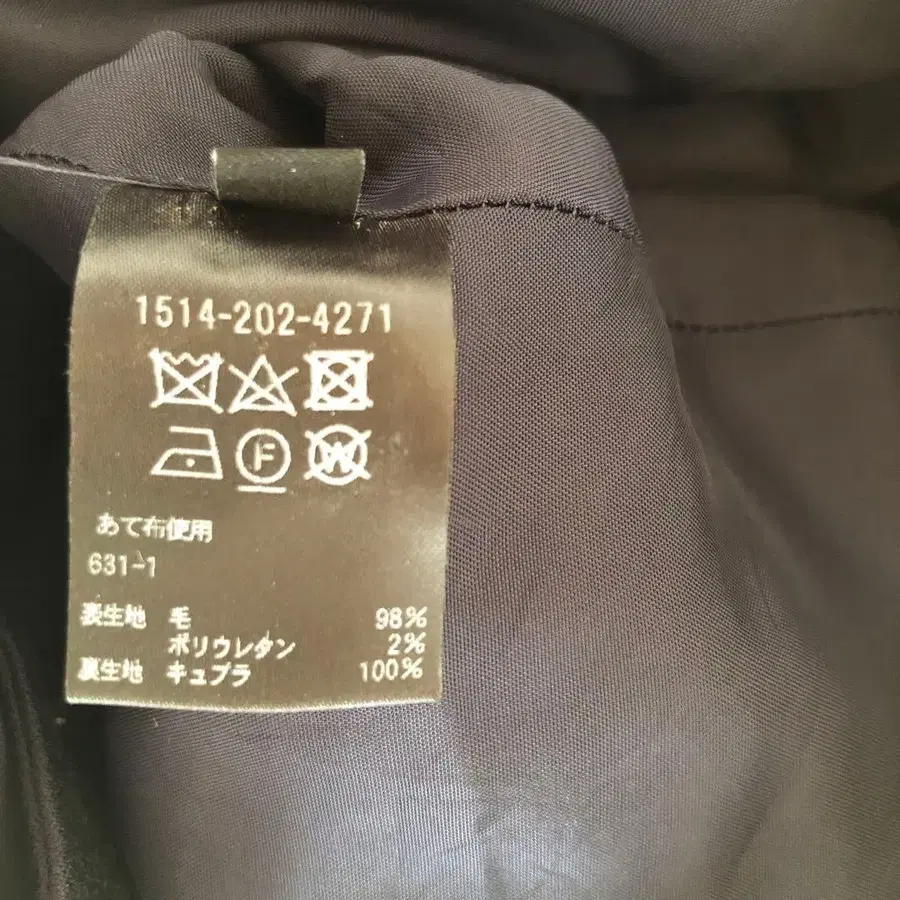 1514-202-4271
F W
あて布使用
631-1
表生地 毛 98%
ポリウレタン 2%
裏生地 キュプラ 100%